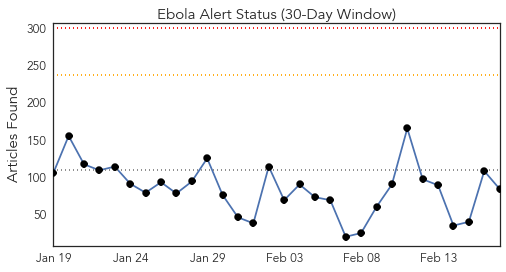 Ebola Alert Status (30-Day Window)
Articles Found
300
250
200
150
100
50
Jan 19 Jan 24 Jan 29 Feb 03 Feb 08 Feb 13